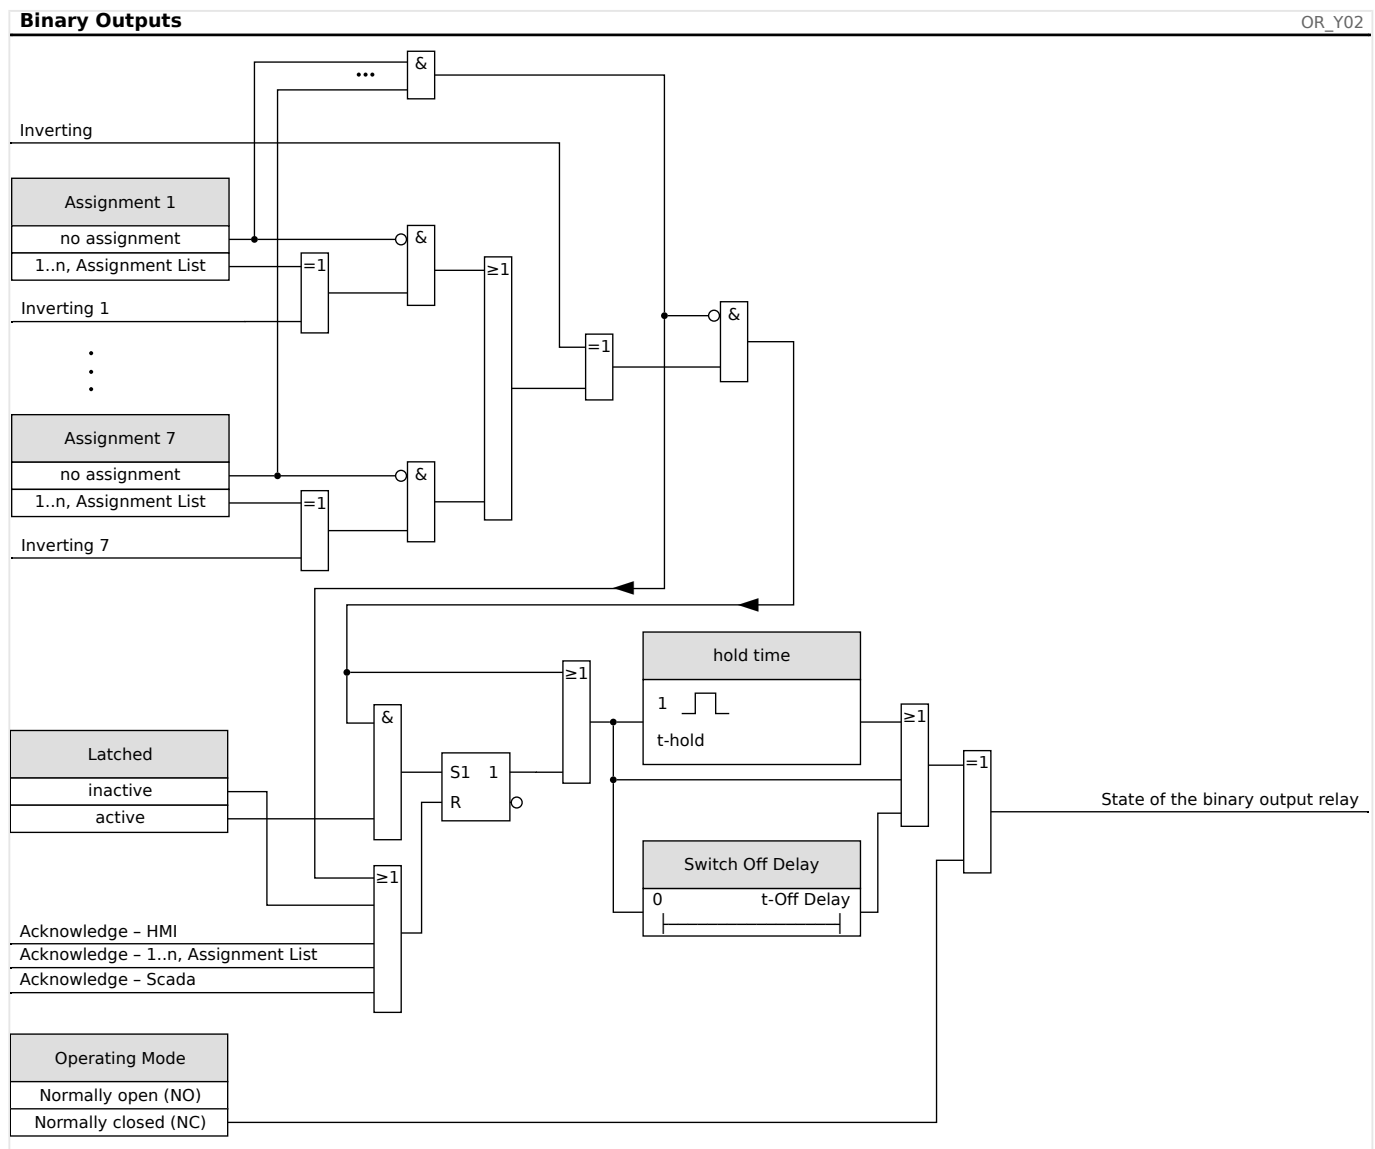 Binary Outputs
OR_Y02
&
...
Inverting
Assignment 1
no assignment
&
1..n, Assignment List
=1
≥1
Inverting 1
&
=1
Assignment 7
no assignment
&
1..n, Assignment List
=1
Inverting 7
hold time
≥1
1
t-hold
&
≥1
Latched
inactive
active
S1 1
R
=1
State of the binary output relay
Switch Off Delay
0 t-Off Delay
≥1
Acknowledge – HMI
Acknowledge – 1..n, Assignment List
Acknowledge – Scada
Operating Mode
Normally open (NO)
Normally closed (NC)